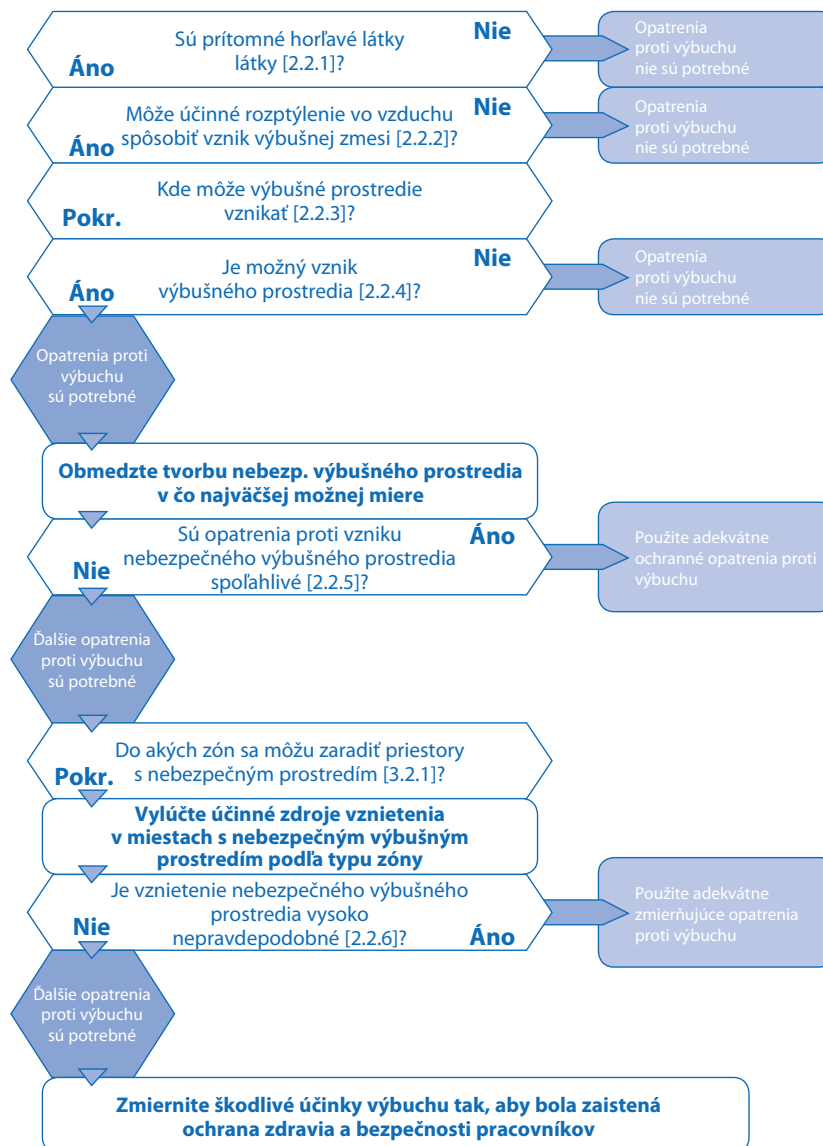 Sú prítomné horľavé látky
látky [2.2.1]?
Nie
Áno
Opatrenia
proti výbuchu
nie sú potrebné
Môže účinné rozptýlenie vo vzduchu
spôsobiť vznik výbušnej zmesi [2.2.2]?
Nie
Áno
Opatrenia
proti výbuchu
nie sú potrebné
Kde môže výbušné prostredie
vznikať [2.2.3]?
Pokr.
Je možný vznik
výbušného prostredia [2.2.4]?
Nie
Áno
Opatrenia
proti výbuchu
nie sú potrebné
Opatrenia proti
výbuchu
sú potrebné
Obmedzte tvorbu nebezp. výbušného prostredia
v čo najväčšej možnej miere
Sú opatrenia proti vzniku
nebezpečného výbušného prostredia
spoľahlivé [2.2.5]?
Áno
Nie
Použite adekvátne
ochranné opatrenia proti
výbuchu
Ďalšie opatrenia
proti výbuchu
sú potrebné
Do akých zón sa môžu zaradiť priestory
s nebezpečným prostredím [3.2.1]?
Pokr.
Vylúčte účinné zdroje vznietenia
v miestach s nebezpečným výbušným
prostredím podľa typu zóny
Je vznietenie nebezpečného výbušného
prostredia vysoko
nepravdepodobné [2.2.6]?
Nie
Áno
Použite adekvátne
zmierňujúce opatrenia
proti výbuchu
Ďalšie opatrenia
proti výbuchu
sú potrebné
Zmiernite škodlivé účinky výbuchu tak, aby bola zaistená
ochrana zdravia a bezpečnosti pracovníkov